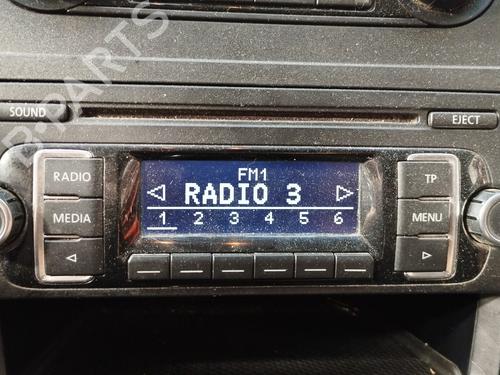 B-PARTS
SOUND
EJECT
RADIO
FM1
TP
◁ RADIO 3 ▷
MEDIA
1 2 3 4 5 6
MENU
◁
▷